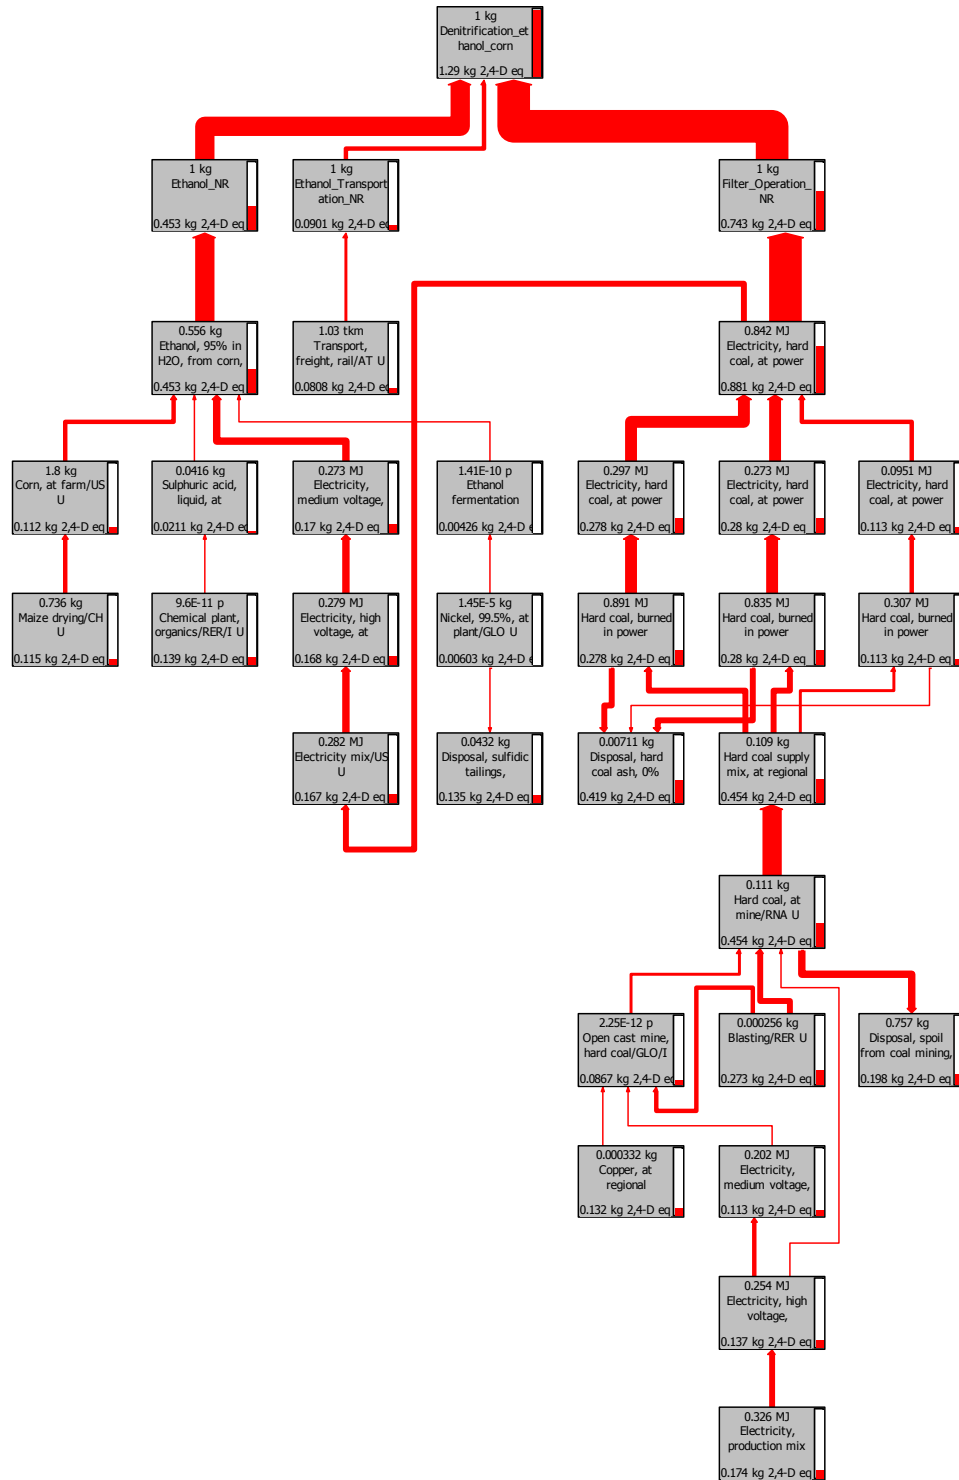 1 kg
Denitrification_et
hanol_corn
1.29 kg 2,4-D eq
1 kg
Ethanol_NR
0.453 kg 2,4-D eq
1 kg
Ethanol_Transport
ation_NR
0.0901 kg 2,4-D eq
1 kg
Filter_Operation_
NR
0.743 kg 2,4-D eq
0.556 kg
Ethanol, 95% in
H2O, from corn,
0.453 kg 2,4-D eq
1.03 tkm
Transport,
freight, rail/AT U
0.0808 kg 2,4-D eq
0.842 MJ
Electricity, hard
coal, at power
0.881 kg 2,4-D eq
1.8 kg
Corn, at farm/US
U
0.112 kg 2,4-D eq
0.0416 kg
Sulphuric acid,
liquid, at
0.0211 kg 2,4-D eq
0.273 MJ
Electricity,
medium voltage,
0.17 kg 2,4-D eq
1.41E-10 p
Ethanol
fermentation
0.00426 kg 2,4-D e
0.297 MJ
Electricity, hard
coal, at power
0.278 kg 2,4-D eq
0.273 MJ
Electricity, hard
coal, at power
0.28 kg 2,4-D eq
0.0951 MJ
Electricity, hard
coal, at power
0.113 kg 2,4-D eq
0.736 kg
Maize drying/CH
U
0.115 kg 2,4-D eq
9.6E-11 p
Chemical plant,
organics/RER/I U
0.139 kg 2,4-D eq
0.279 MJ
Electricity, high
voltage, at
0.168 kg 2,4-D eq
1.45E-5 kg
Nickel, 99.5%, at
plant/GLO U
0.00603 kg 2,4-D e
0.891 MJ
Hard coal, burned
in power
0.278 kg 2,4-D eq
0.835 MJ
Hard coal, burned
in power
0.28 kg 2,4-D eq
0.307 MJ
Hard coal, burned
in power
0.113 kg 2,4-D eq
0.282 MJ
Electricity mix/US
U
0.167 kg 2,4-D eq
0.0432 kg
Disposal, sulfidic
tailings,
0.135 kg 2,4-D eq
0.00711 kg
Disposal, hard
coal ash, 0%
0.419 kg 2,4-D eq
0.109 kg
Hard coal supply
mix, at regional
0.454 kg 2,4-D eq
0.111 kg
Hard coal, at
mine/RNA U
0.454 kg 2,4-D eq
2.25E-12 p
Open cast mine,
hard coal/GLO/I
0.0867 kg 2,4-D eq
0.000256 kg
Blasting/RER U
0.273 kg 2,4-D eq
0.757 kg
Disposal, spoil
from coal mining,
0.198 kg 2,4-D eq
0.000332 kg
Copper, at
regional
0.132 kg 2,4-D eq
0.202 MJ
Electricity,
medium voltage,
0.113 kg 2,4-D eq
0.254 MJ
Electricity, high
voltage,
0.137 kg 2,4-D eq
0.326 MJ
Electricity,
production mix
0.174 kg 2,4-D eq